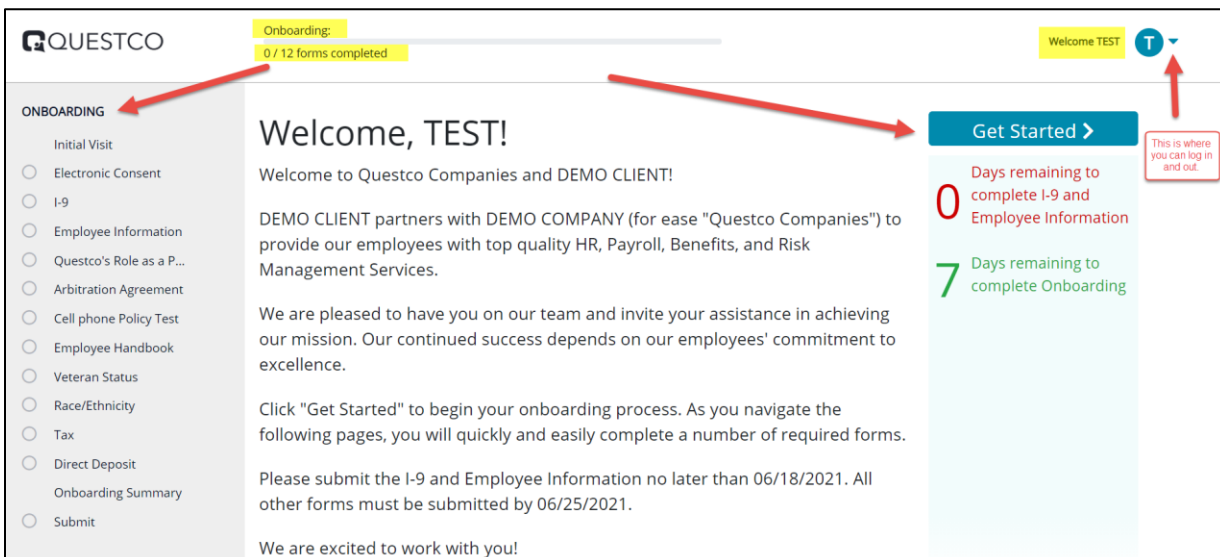 QUESTCO
Onboarding:
0 / 12 forms completed
Welcome TEST
T
ONBOARDING
Initial Visit
Electronic Consent
I-9
Employee Information
Questco's Role as a P...
Arbitration Agreement
Cell phone Policy Test
Employee Handbook
Veteran Status
Race/Ethnicity
Tax
Direct Deposit
Onboarding Summary
Submit
Welcome, TEST!
Welcome to Questco Companies and DEMO CLIENT!
DEMO CLIENT partners with DEMO COMPANY (for ease "Questco Companies") to
provide our employees with top quality HR, Payroll, Benefits, and Risk
Management Services.
We are pleased to have you on our team and invite your assistance in achieving
our mission. Our continued success depends on our employees' commitment to
excellence.
Click "Get Started" to begin your onboarding process. As you navigate the
following pages, you will quickly and easily complete a number of required forms.
Please submit the I-9 and Employee Information no later than 06/18/2021. All
other forms must be submitted by 06/25/2021.
We are excited to work with you!
Get Started
0
Days remaining to
complete I-9 and
Employee Information
7
Days remaining to
complete Onboarding
This is where
you can log in
and out.